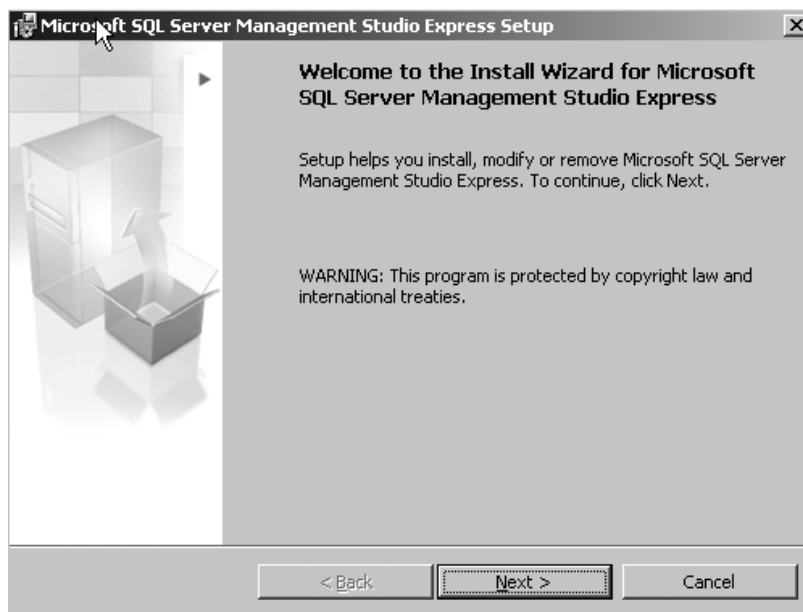 Microsoft SQL Server Management Studio Express Setup
Welcome to the Install Wizard for Microsoft
SQL Server Management Studio Express
Setup helps you install, modify or remove Microsoft SQL Server
Management Studio Express. To continue, click Next.
WARNING: This program is protected by copyright law and
international treaties.
< Back
Next >
Cancel